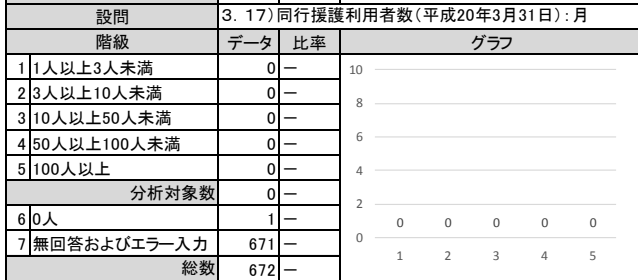 設問 3．17）同行援護利用者数（平成20年3月31日）：月
階級 データ 比率 グラフ
1 1人以上3人未満 0 －
2 3人以上10人未満 0 －
3 10人以上50人未満 0 －
4 50人以上100人未満 0 －
5 100人以上 0 －
分析対象数 0 －
6 0人 1 －
7 無回答およびエラー入力 671 －
総数 672 －
10
8
6
4
2
0
0 0 0 0 0
1 2 3 4 5